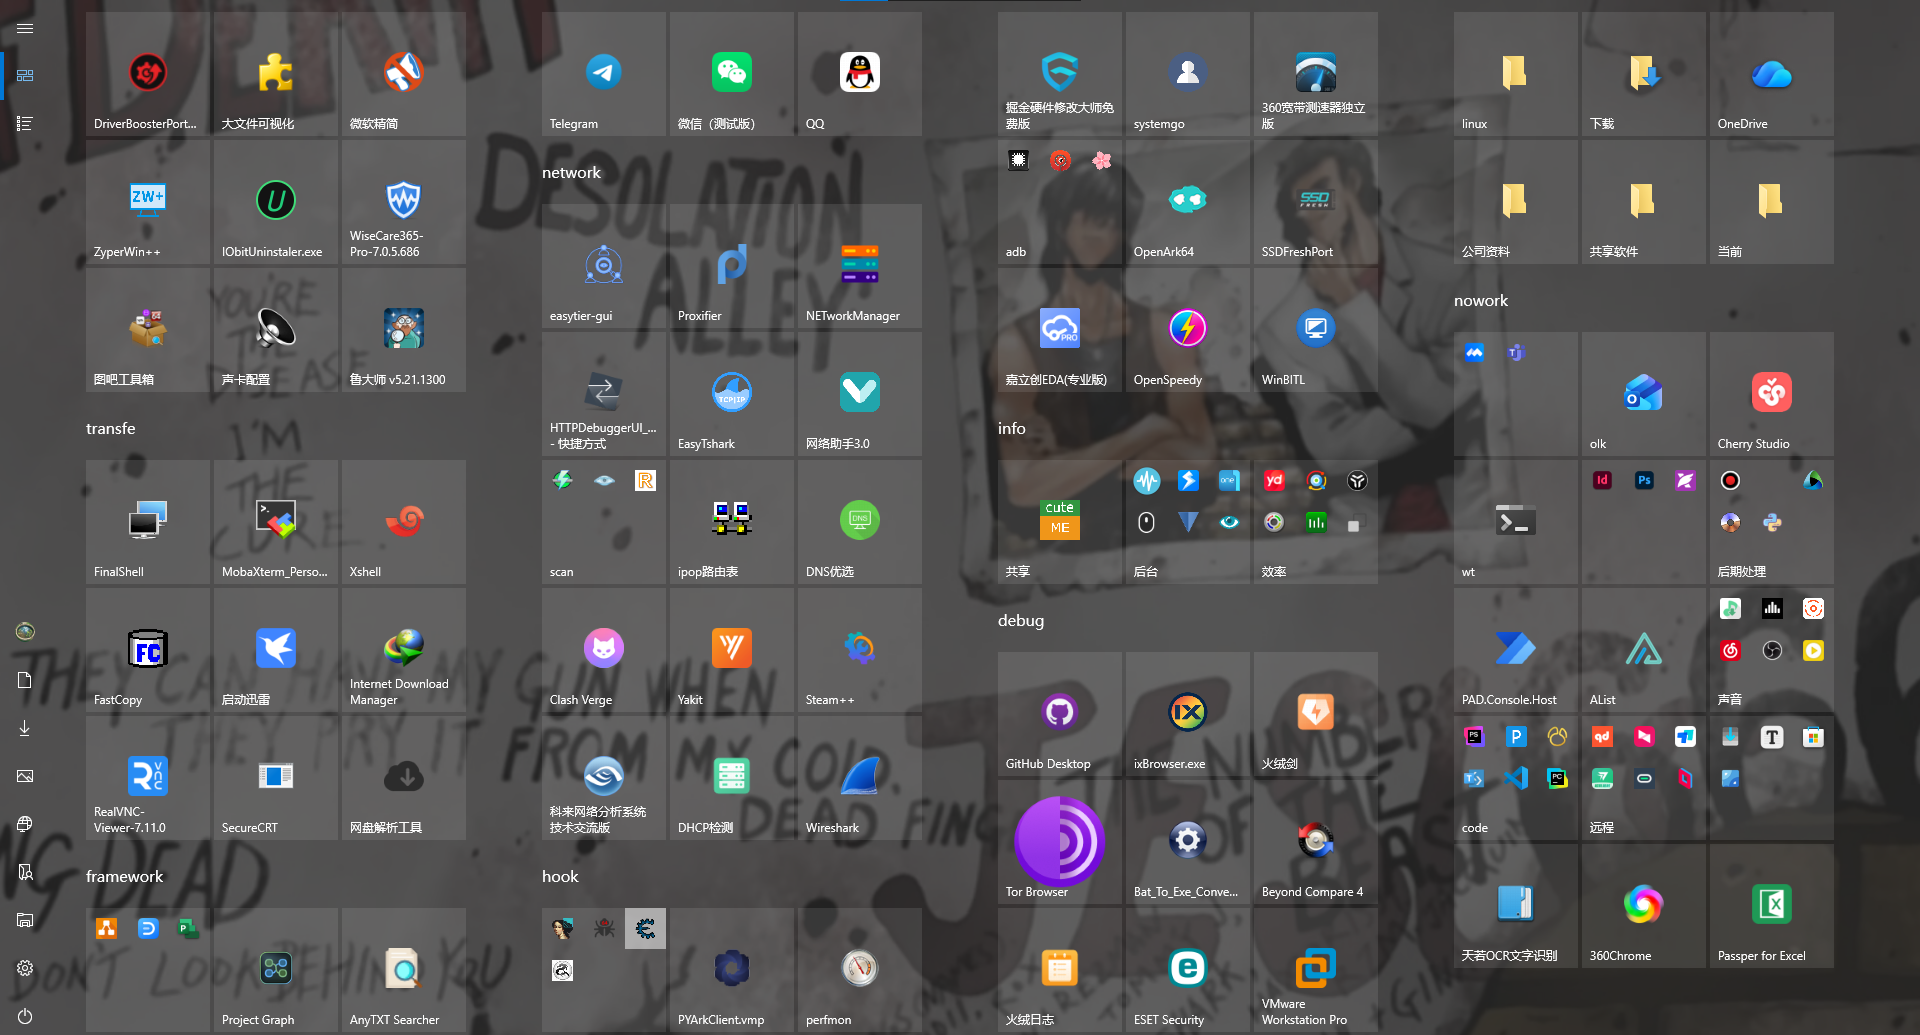 DriverBoosterPort...
大文件可视化
微软精简
ZyperWin++
IObitUninstaler.exe
WiseCare365-
Pro-7.0.5.686
图吧工具箱
声卡配置
鲁大师 v5.21.1300
transfe
FinalShell
MobaXterm_Perso...
Xshell
FastCopy
启动迅雷
Internet Download
Manager
RealVNC-
Viewer-7.11.0
SecureCRT
网盘解析工具
framework
Project Graph
AnyTXT Searcher
Telegram
微信（测试版）
QQ
network
easytier-gui
Proxifier
NETworkManager
HTTPDebuggerUI_...
- 快捷方式
EasyTshark
网络助手3.0
scan
ipop路由表
DNS优选
Clash Verge
Yakit
Steam++
科来网络分析系统
技术交流版
DHCP检测
Wireshark
hook
PYArkClient.vmp
perfmon
掘金硬件修改大师免
费版
systemgo
360宽带测速器独立
版
adb
OpenArk64
SSDFreshPort
嘉立创EDA(专业版)
OpenSpeedy
WinBITL
info
cute
ME
共享
后台
效率
debug
GitHub Desktop
ixBrowser.exe
火绒剑
Tor Browser
Bat_To_Exe_Conve...
Beyond Compare 4
火绒日志
ESET Security
VMware
Workstation Pro
linux
下载
OneDrive
公司资料
共享软件
当前
nowork
olk
Cherry Studio
wt
后期处理
PAD.Console.Host
AList
声音
code
远程
天若OCR文字识别
360Chrome
Passper for Excel
DESOLATION
ALLEY
YOU'RE
THE
DISEASE
I'M
THE
CURE.
DON'T LOOK BEHIND YOU